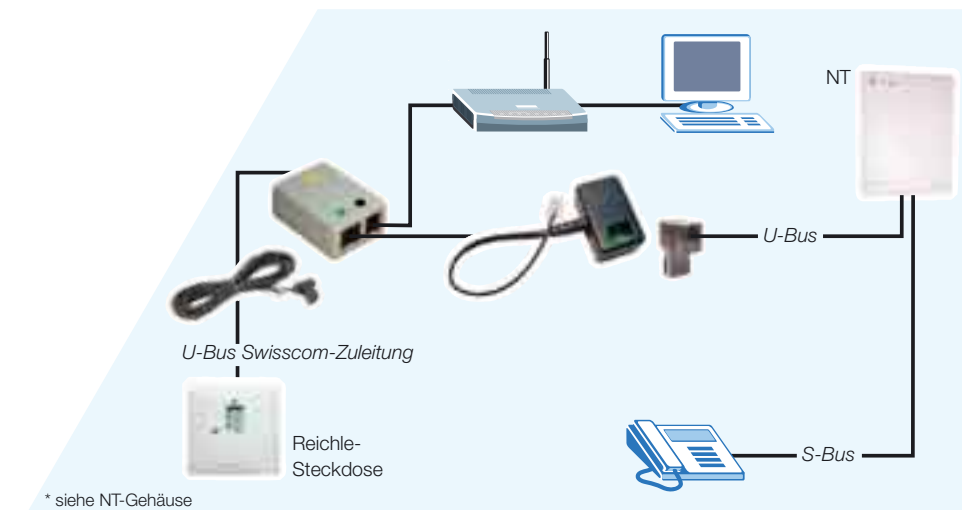 NT
U-Bus
U-Bus Swisscom-Zuleitung
Reichle-
Steckdose
S-Bus
* siehe NT-Gehäuse